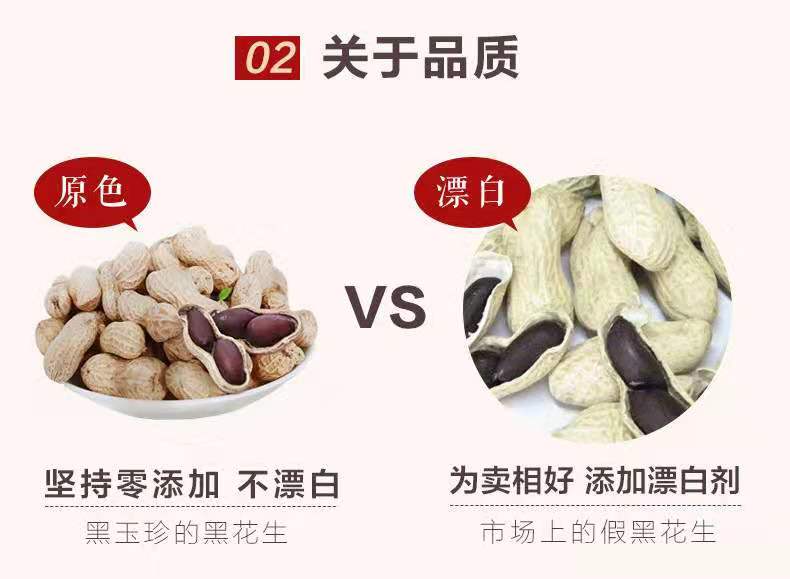 02 关于品质
原色
漂白
VS
坚持零添加 不漂白
为卖相好 添加漂白剂
黑玉珍的黑花生
市场上的假黑花生